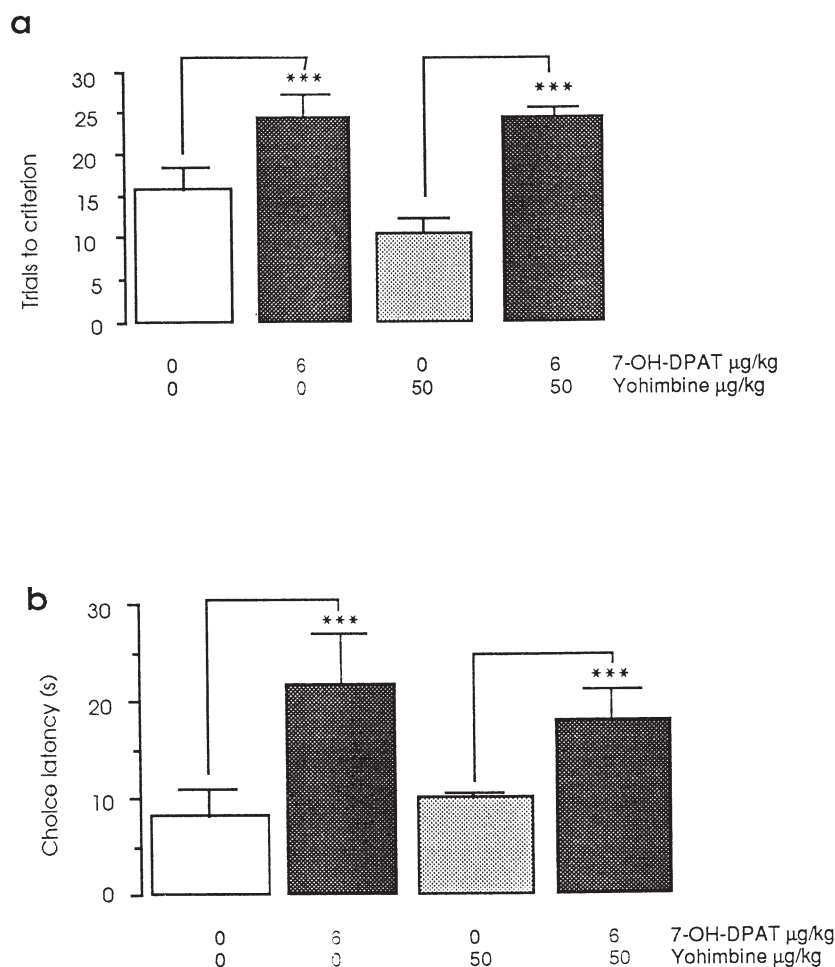 a
Trials to criterion
30
25
20
15
10
5
0
***
***
0 6 0 6 7-OH-DPAT µg/kg
0 0 50 50 Yohimbine µg/kg
b
Choice latoncy (s)
30
20
10
0
***
***
0 6 0 6 7-OH-DPAT µg/kg
0 0 50 50 Yohimbine µg/kg